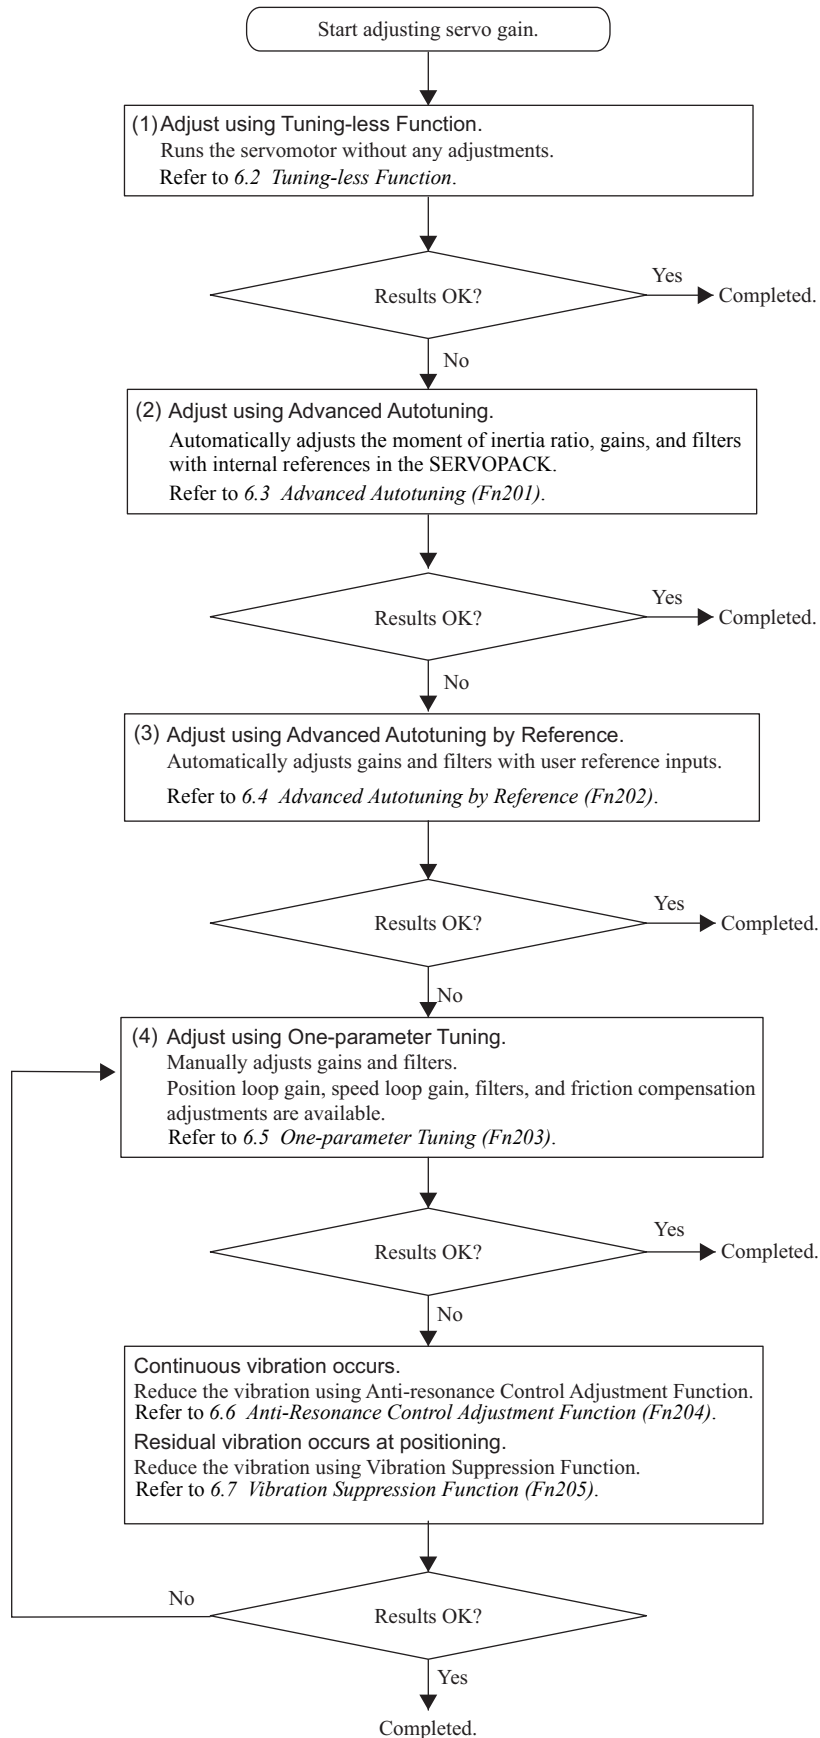 Start adjusting servo gain.
(1) Adjust using Tuning-less Function.
Runs the servomotor without any adjustments.
Refer to 6.2 Tuning-less Function.
Results OK?
Yes
Completed.
No
(2) Adjust using Advanced Autotuning.
Automatically adjusts the moment of inertia ratio, gains, and filters
with internal references in the SERVOPACK.
Refer to 6.3 Advanced Autotuning (Fn201).
Results OK?
Yes
Completed.
No
(3) Adjust using Advanced Autotuning by Reference.
Automatically adjusts gains and filters with user reference inputs.
Refer to 6.4 Advanced Autotuning by Reference (Fn202).
Results OK?
Yes
Completed.
No
(4) Adjust using One-parameter Tuning.
Manually adjusts gains and filters.
Position loop gain, speed loop gain, filters, and friction compensation
adjustments are available.
Refer to 6.5 One-parameter Tuning (Fn203).
Results OK?
Yes
Completed.
No
Continuous vibration occurs.
Reduce the vibration using Anti-resonance Control Adjustment Function.
Refer to 6.6 Anti-Resonance Control Adjustment Function (Fn204).
Residual vibration occurs at positioning.
Reduce the vibration using Vibration Suppression Function.
Refer to 6.7 Vibration Suppression Function (Fn205).
No
Results OK?
Yes
Completed.